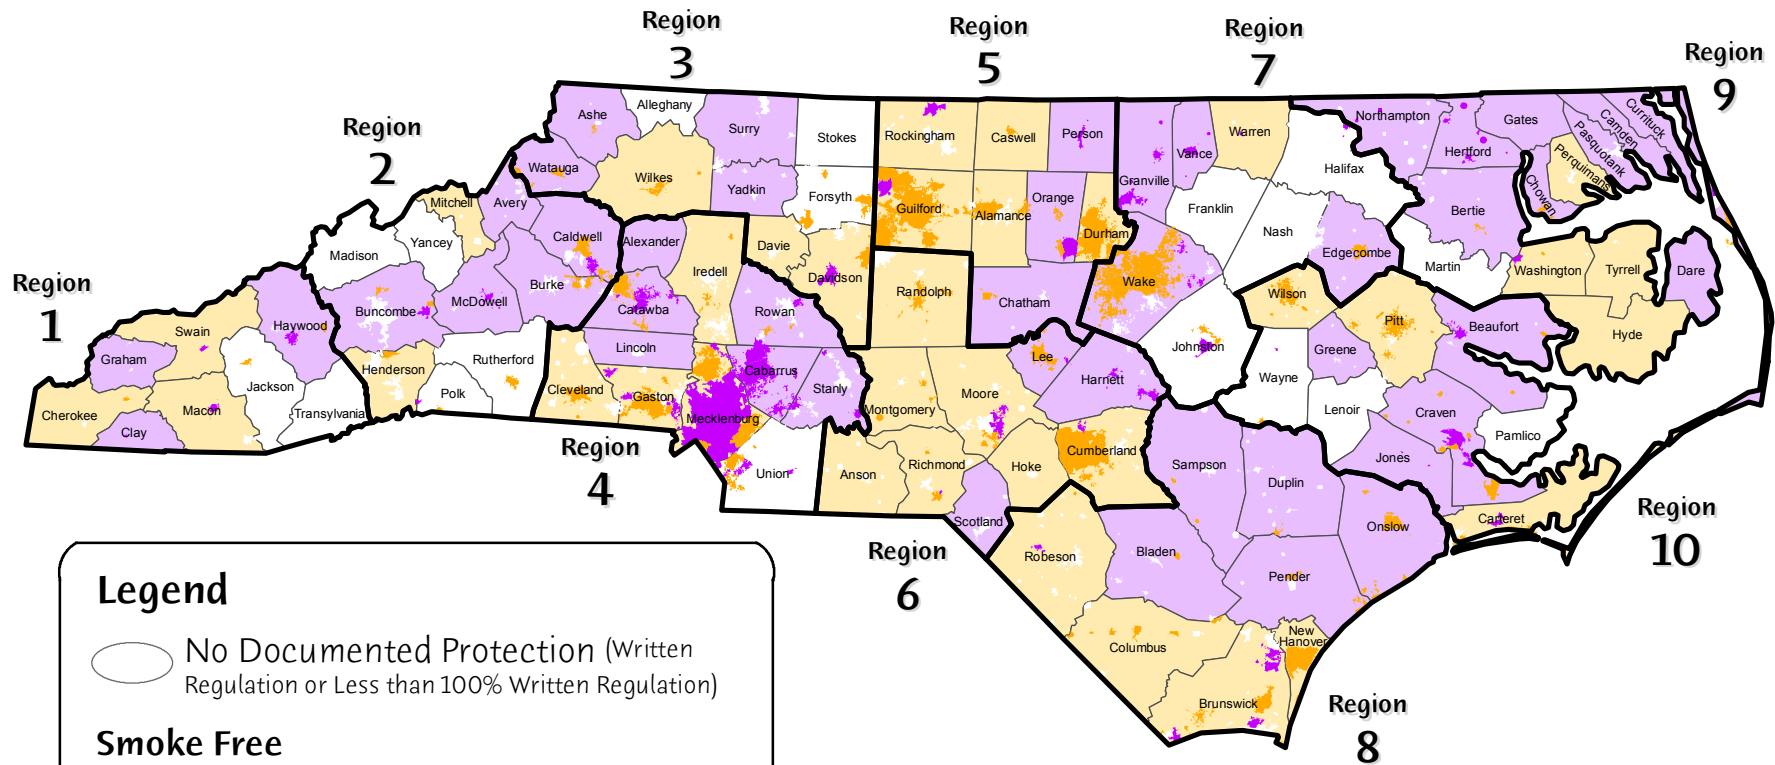 Region
3
Region
5
Region
7
Region
9
Region
2
Region
1
Region
4
Region
6
Region
10
Region
8
Ashe
Alleghany
Surry
Stokes
Rockingham
Caswell
Person
Granville
Vance
Warren
Northampton
Gates
Currituck
Camden
Pasquotank
Perquimans
Chowan
Hertford
Halifax
Watauga
Wilkes
Yadkin
Forsyth
Guilford
Alamance
Orange
Durham
Franklin
Nash
Bertie
Mitchell
Avery
Yancey
Madison
Caldwell
Alexander
Iredell
Davie
Davidson
Randolph
Chatham
Wake
Edgecombe
Martin
Washington
Tyrrell
Dare
Swain
Haywood
Buncombe
McDowell
Burke
Catawba
Rowan
Wilson
Pitt
Beaufort
Hyde
Graham
Jackson
Henderson
Rutherford
Polk
Lincoln
Cabarrus
Stanly
Lee
Harnett
Johnston
Greene
Wayne
Cherokee
Macon
Clay
Transylvania
Cleveland
Gaston
Mecklenburg
Montgomery
Moore
Lenoir
Craven
Pamlico
Union
Anson
Richmond
Hoke
Cumberland
Sampson
Duplin
Jones
Carteret
Scotland
Robeson
Bladen
Pender
Onslow
Columbus
New
Hanover
Brunswick
Legend
No Documented Protection (Written
Regulation or Less than 100% Written Regulation)
Smoke Free